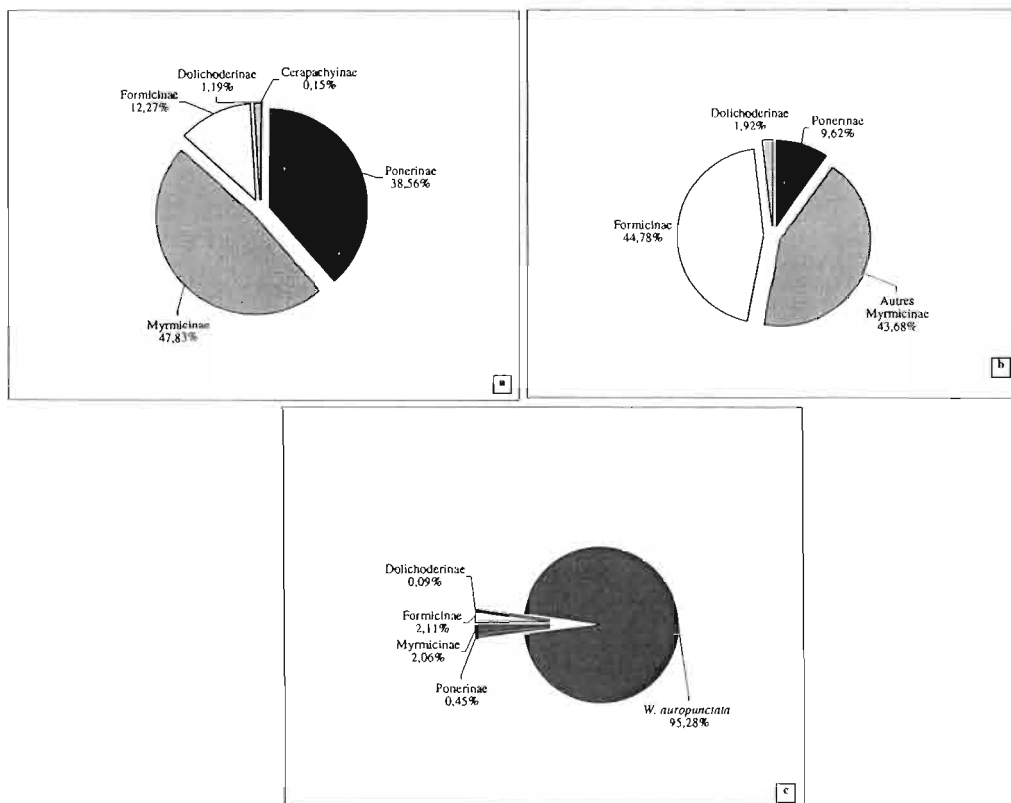 Dolichoderinae
1,19%
Cerapachyinae
0,15%
Formicinae
12,27%
Ponerinae
38,56%
Myrmicinae
47,83%
a
Dolichoderinae
1,92%
Ponerinae
9,62%
Formicinae
44,78%
Autres
Myrmicinae
43,68%
b
Dolichoderinae
0,09%
Formicinae
2,11%
Myrmicinae
2,06%
Ponerinae
0,45%
W. auropunctata
95,28%
c